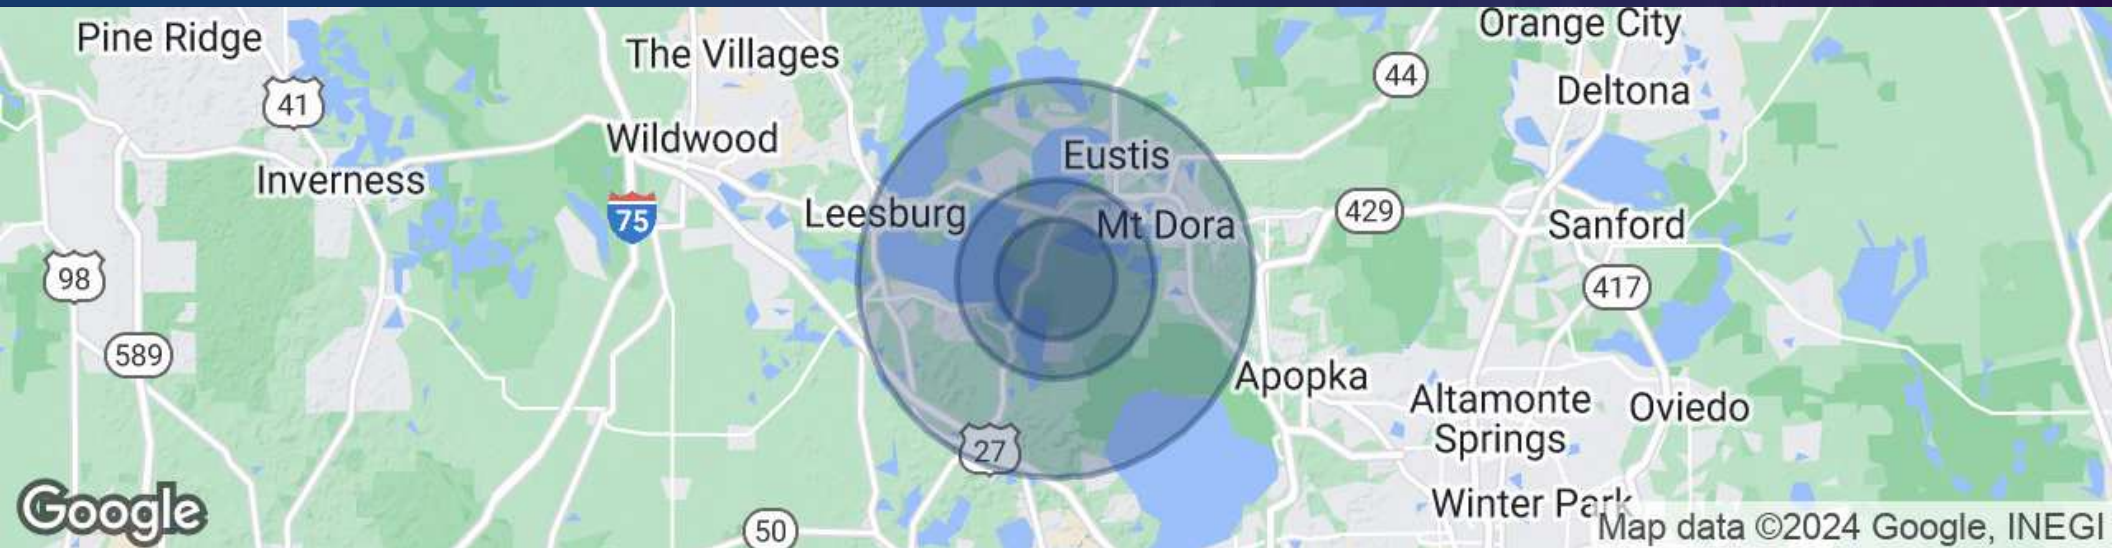 Pine Ridge
41
The Villages
Orange City
44
Deltona
Wildwood
Eustis
Inverness
75
Leesburg
Mt Dora
429
Sanford
98
417
589
Apopka
Altamonte
Springs
Oviedo
27
Winter Park
50
Google
Map data ©2024 Google, INEGI